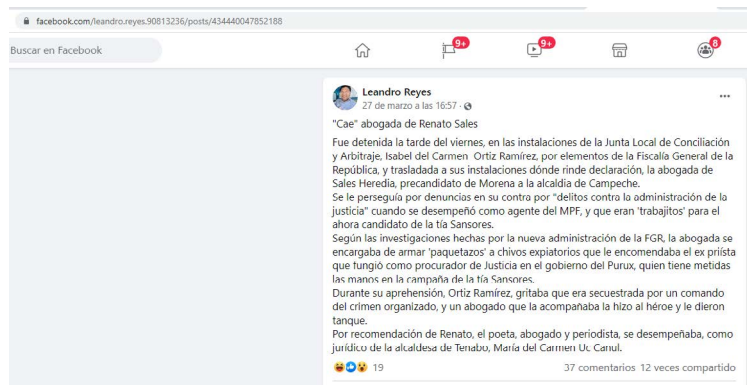 facebook.com/leandro.reyes.90813236/posts/434440047852188
Buscar en Facebook
9+
9+
8
Leandro Reyes
27 de marzo a las 16:57 ·
"Cae" abogada de Renato Sales
Fue detenida la tarde del viernes, en las instalaciones de la Junta Local de Conciliación
y Arbitraje, Isabel del Carmen Ortiz Ramírez, por elementos de la Fiscalía General de la
República, y trasladada a sus instalaciones dónde rinde declaración, la abogada de
Sales Heredia, precandidato de Morena a la alcaldia de Campeche.
Se le perseguía por denuncias en su contra por "delitos contra la administración de la
justicia" cuando se desempeñó como agente del MPF, y que eran 'trabajitos' para el
ahora candidato de la tía Sansores.
Según las investigaciones hechas por la nueva administración de la FGR, la abogada se
encargaba de armar 'paquetazos' a chivos expiatorios que le encomendaba el ex priísta
que fungió como procurador de Justicia en el gobierno del Purux, quien tiene metidas
las manos en la campaña de la tía Sansores.
Durante su aprehensión, Ortiz Ramírez, gritaba que era secuestrada por un comando
del crimen organizado, y un abogado que la acompañaba la hizo al héroe y le dieron
tanque.
Por recomendación de Renato, el poeta, abogado y periodista, se desempeñaba, como
jurídico de la alcaldesa de Tenabo, María del Carmen Uc Canul.
19
37 comentarios 12 veces compartido